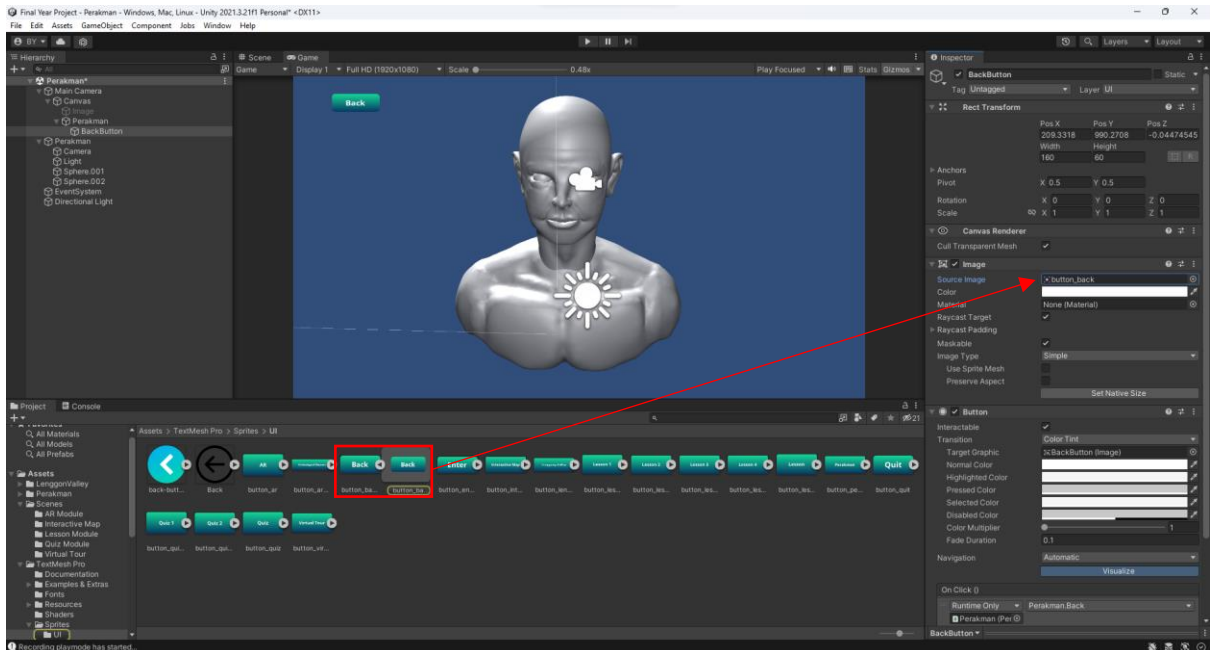 Final Year Project - Perakman - Windows, Mac, Linux - Unity 2021.3.21f1 Personal* <DX11>
File Edit Assets GameObject Component Jobs Window Help
BY
Layers
Layout
Hierarchy
All
Perakman*
Main Camera
Canvas
Image
Perakman
BackButton
Perakman
Camera
Light
Sphere.001
Sphere.002
EventSystem
Directional Light
Scene Game
Game Display 1 Full HD (1920x1080) Scale 0.48x Play Focused Stats Gizmos
Back
Inspector
BackButton Static
Tag Untagged Layer UI
Rect Transform
Pos X Pos Y Pos Z
209.3318 990.2708 -0.04474545
Width Height
160 60
R
Anchors
Pivot X 0.5 Y 0.5
Rotation X 0 Y 0 Z 0
Scale X 1 Y 1 Z 1
Canvas Renderer
Cull Transparent Mesh
Image
Source Image button_back
Color
Material None (Material)
Raycast Target
Raycast Padding
Maskable
Image Type Simple
Use Sprite Mesh
Preserve Aspect
Set Native Size
Button
Interactable
Transition Color Tint
Target Graphic BackButton (Image)
Normal Color
Highlighted Color
Pressed Color
Selected Color
Disabled Color
Color Multiplier 1
Fade Duration 0.1
Navigation Automatic
Visualize
On Click ()
Runtime Only Perakman.Back
Perakman (Per
BackButton
Project Console
21
Favorites
All Materials
All Models
All Prefabs
Assets
LenggonValley
Perakman
Scenes
AR Module
Interactive Map
Lesson Module
Quiz Module
Virtual Tour
TextMesh Pro
Documentation
Examples & Extras
Fonts
Resources
Shaders
Sprites
UI
Assets > TextMesh Pro > Sprites > UI
AR Back Back Enter Interactive Map Lesson 1 Lesson 2 Lesson 3 Lesson 4 Lesson Perakman Quit
back-butt... Back button_ar button_ar... button_ba... button_ba button_en... button_int... button_len... button_les... button_les... button_les... button_les... button_les... button_pe... button_quit
Quiz 1 Quiz 2 Quiz Virtual Tour
button_qui... button_qui... button_quiz button_vir...
Recording playmode has started...